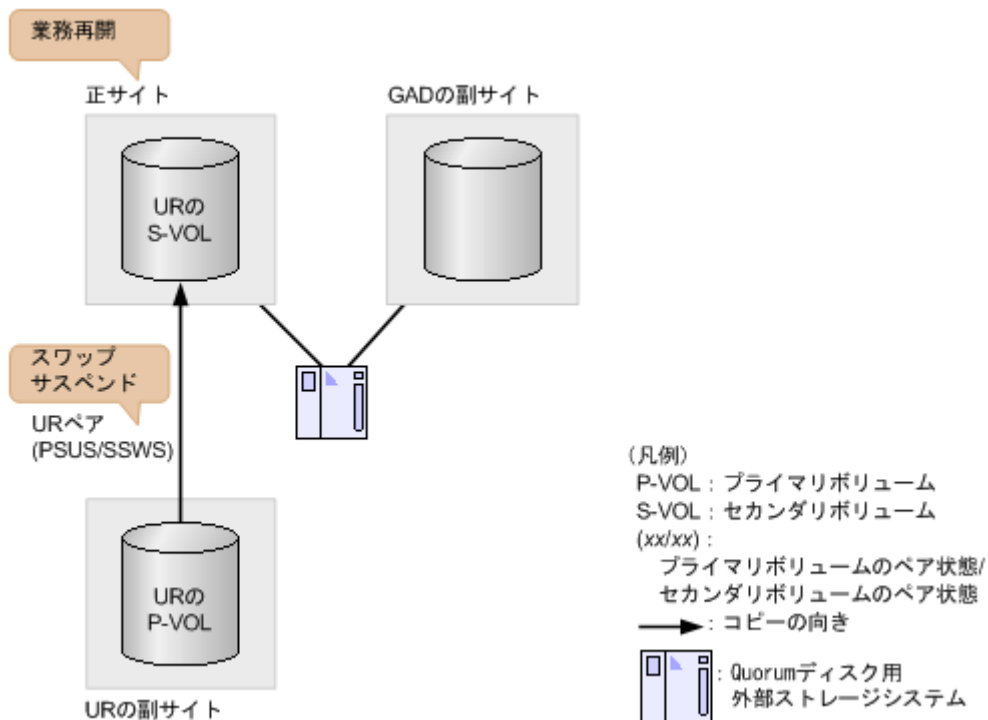 業務再開
正サイト
GADの副サイト
URの
S-VOL
スワップ
サスペンド
URペア
(PSUS/SSWS)
URの
P-VOL
URの副サイト
(凡例)
P-VOL：プライマリボリューム
S-VOL：セカンダリボリューム
(xx/xx)：
プライマリボリュームのペア状態/
セカンダリボリュームのペア状態
：コピーの向き
：Quorumディスク用
外部ストレージシステム